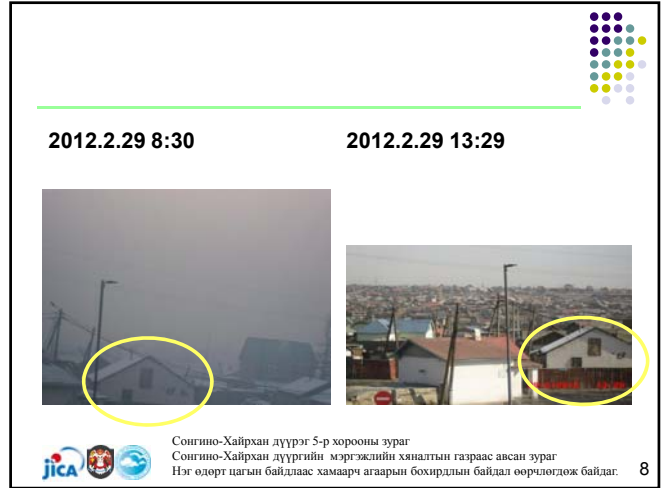 2012.2.29 8:30
2012.2.29 13:29
Сонгино-Хайрхан дүүрэг 5-р хорооны зураг
Сонгино-Хайрхан дүүргийн мэргэжлийн хяналтын газраас авсан зураг
Нэг өдөрт цагын байдлаас хамаарч агаарын бохирдлын байдал өөрчлөгдөж байдаг.
jICA
8